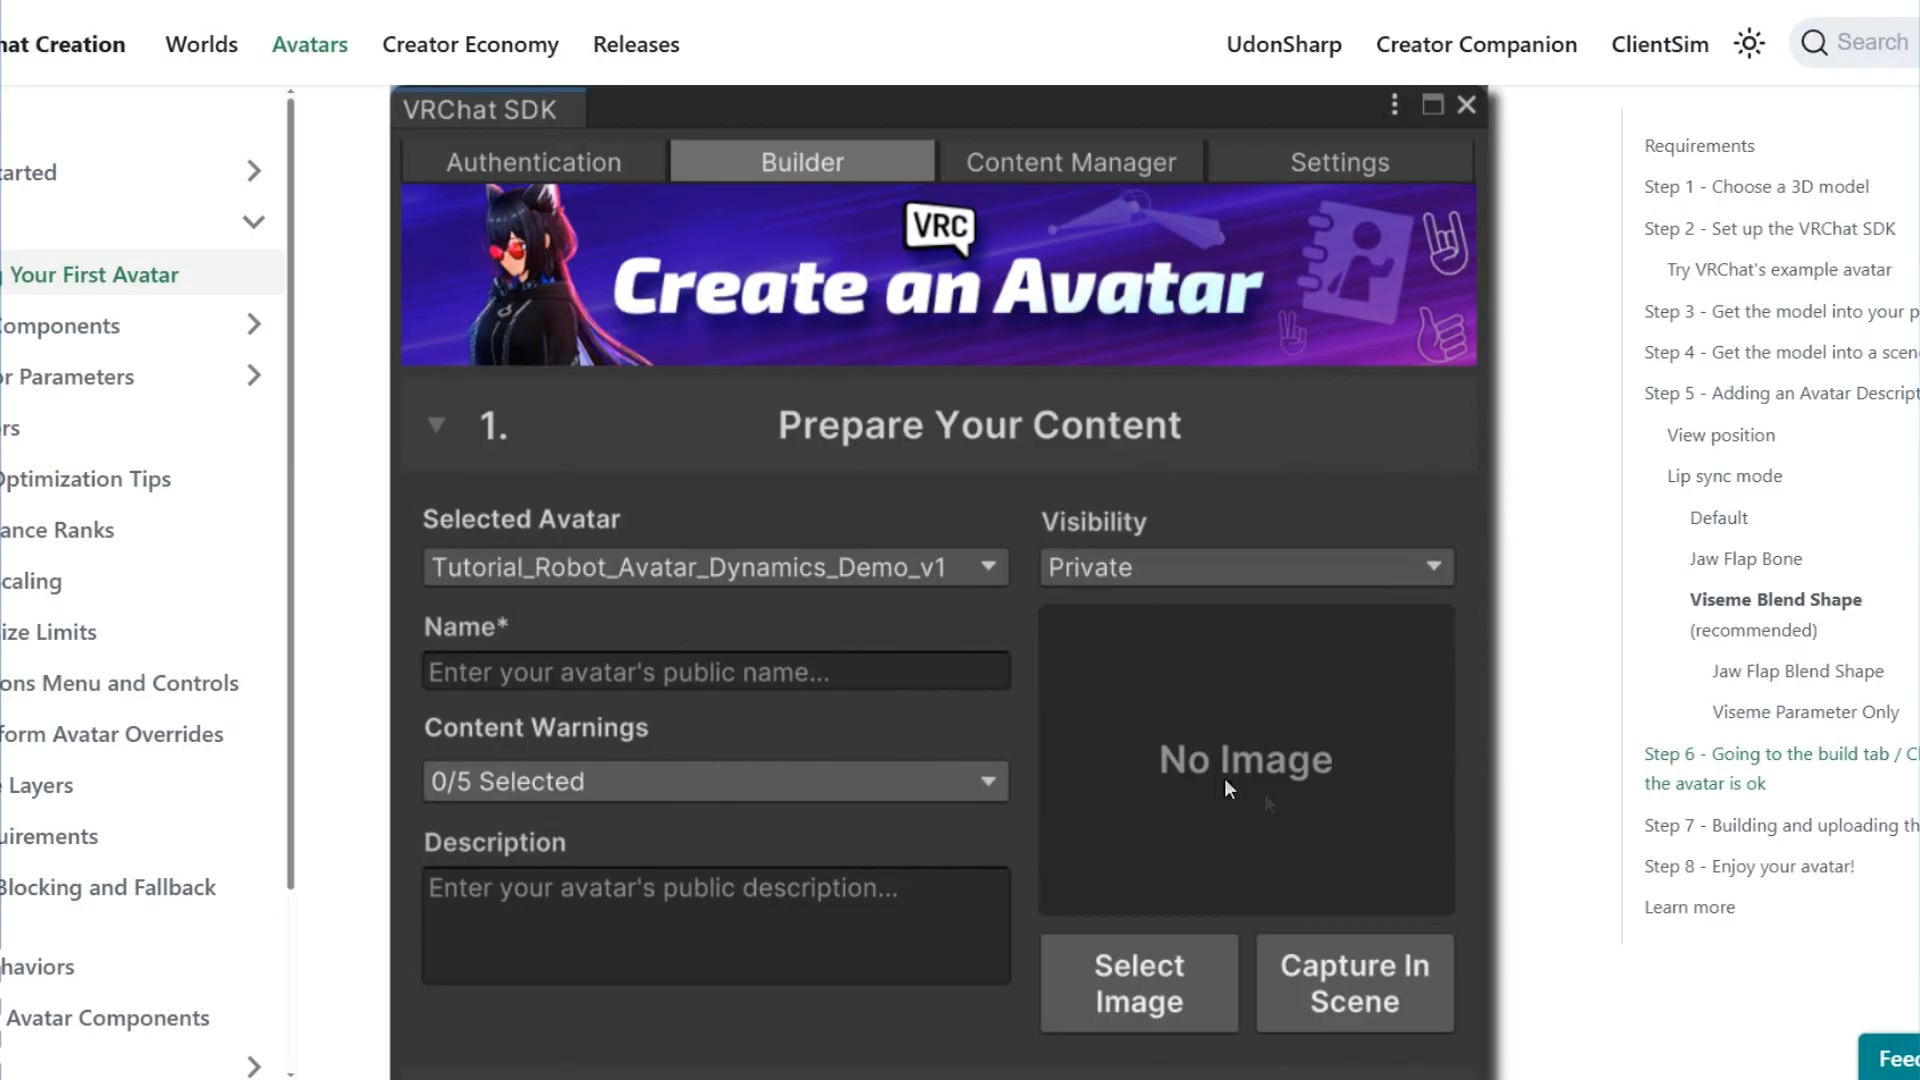 hat Creation
Worlds
Avatars
Creator Economy
Releases
UdonSharp
Creator Companion
ClientSim
Search
tarted
Your First Avatar
Components
or Parameters
rs
Optimization Tips
ance Ranks
caling
ize Limits
ons Menu and Controls
form Avatar Overrides
e Layers
uirements
Blocking and Fallback
haviors
Avatar Components
VRChat SDK
Authentication
Builder
Content Manager
Settings
VRC
Create an Avatar
1. Prepare Your Content
Selected Avatar
Tutorial_Robot_Avatar_Dynamics_Demo_v1
Name*
Enter your avatar's public name...
Content Warnings
0/5 Selected
Description
Enter your avatar's public description...
Visibility
Private
No Image
Select
Image
Capture In
Scene
Requirements
Step 1 - Choose a 3D model
Step 2 - Set up the VRChat SDK
Try VRChat's example avatar
Step 3 - Get the model into your p
Step 4 - Get the model into a scen
Step 5 - Adding an Avatar Descript
View position
Lip sync mode
Default
Jaw Flap Bone
Viseme Blend Shape
(recommended)
Jaw Flap Blend Shape
Viseme Parameter Only
Step 6 - Going to the build tab / C
the avatar is ok
Step 7 - Building and uploading th
Step 8 - Enjoy your avatar!
Learn more
Feed